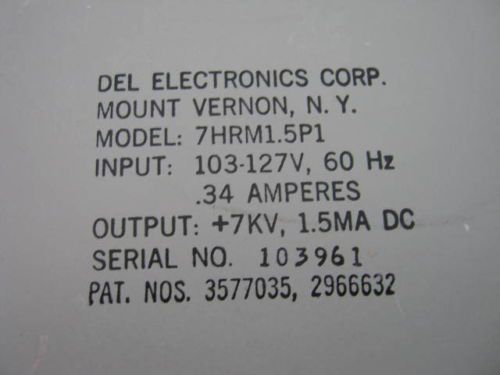 DEL ELECTRONICS CORP.
MOUNT VERNON, N. Y.
MODEL: 7HRM1.5P1
INPUT: 103-127V, 60 Hz
.34 AMPERES
OUTPUT: +7KV, 1.5MA DC
SERIAL NO. 103961
PAT. NOS. 3577035, 2966632